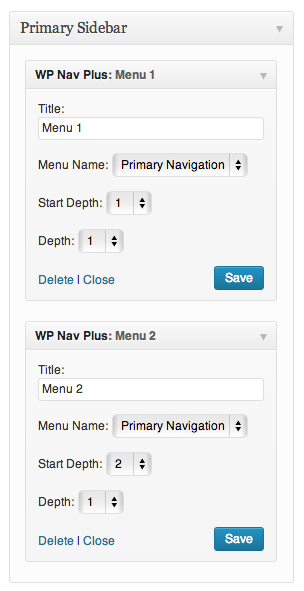 Primary Sidebar
WP Nav Plus: Menu 1
Title:
Menu 1
Menu Name: Primary Navigation
Start Depth: 1
Depth: 1
Delete | Close Save
WP Nav Plus: Menu 2
Title:
Menu 2
Menu Name: Primary Navigation
Start Depth: 2
Depth: 1
Delete | Close Save